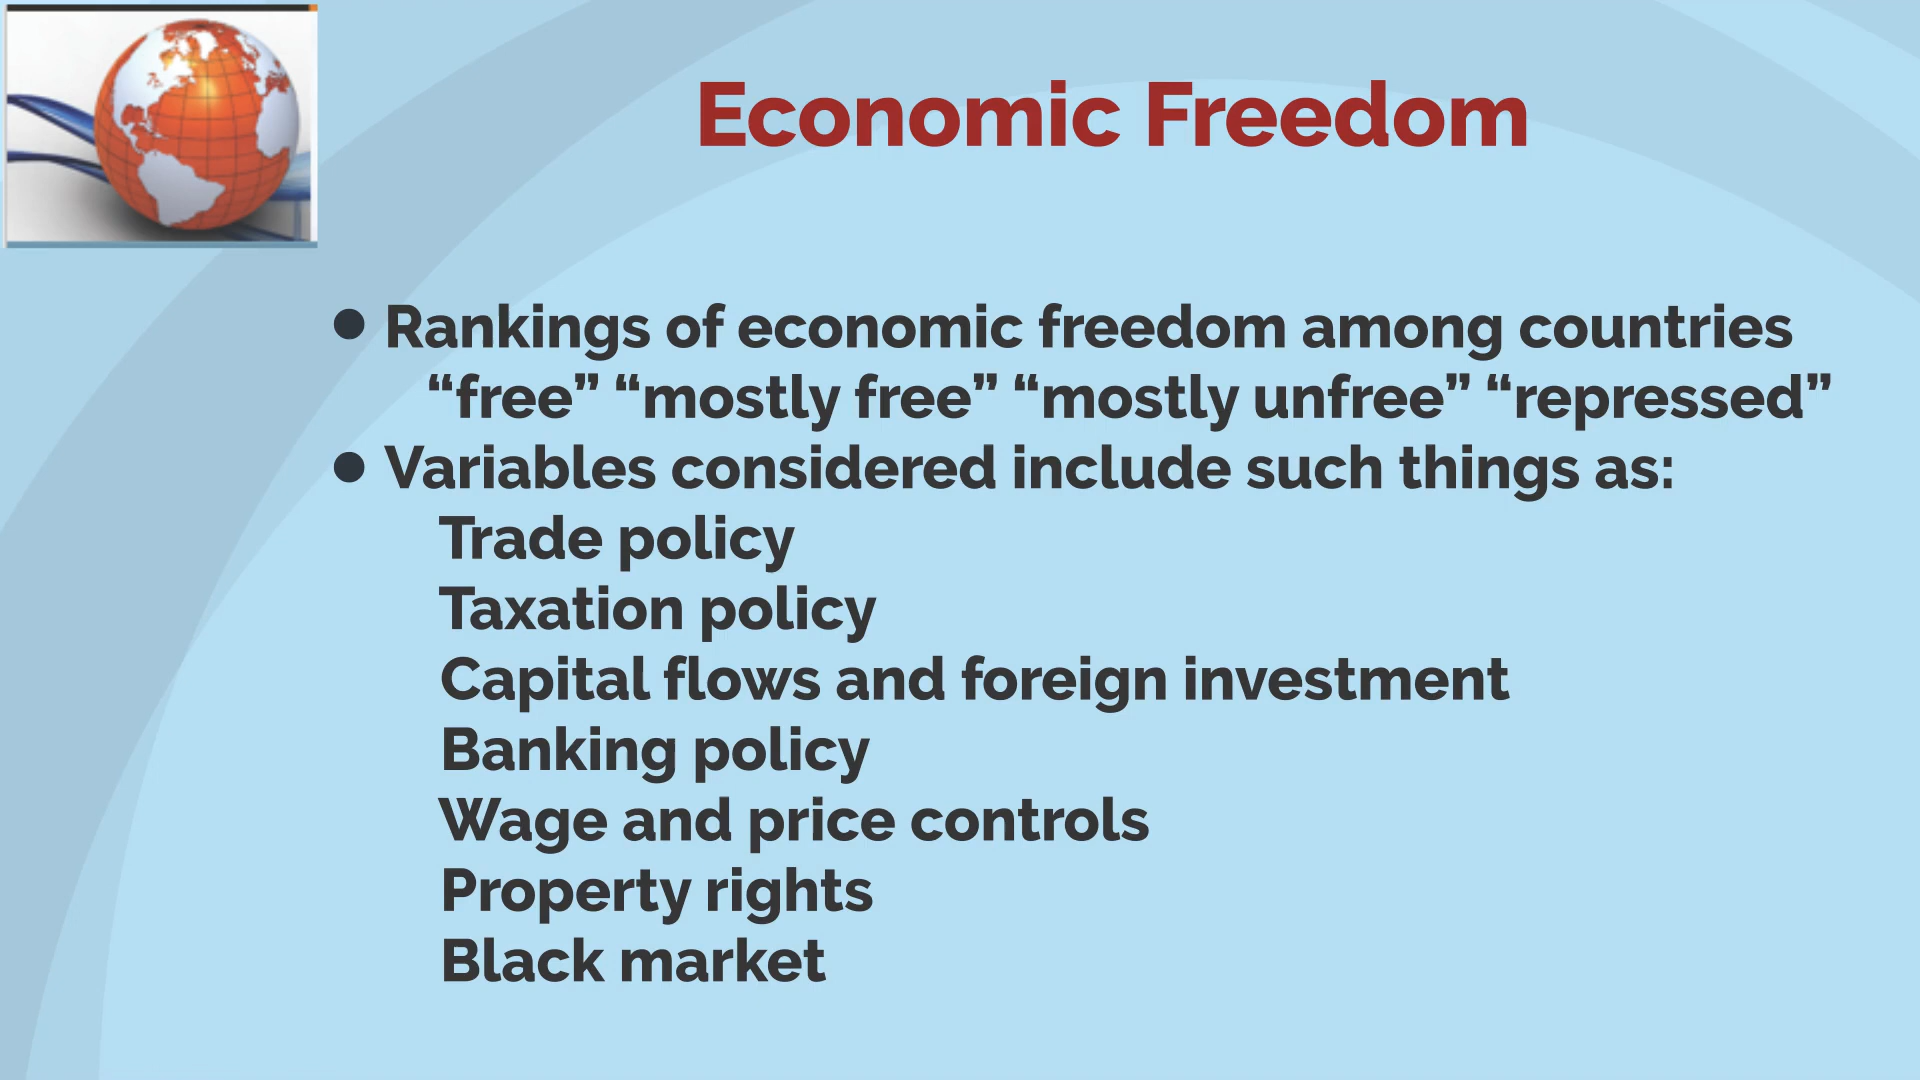 Economic Freedom
● Rankings of economic freedom among countries
“free” “mostly free” “mostly unfree” “repressed”
● Variables considered include such things as:
Trade policy
Taxation policy
Capital flows and foreign investment
Banking policy
Wage and price controls
Property rights
Black market